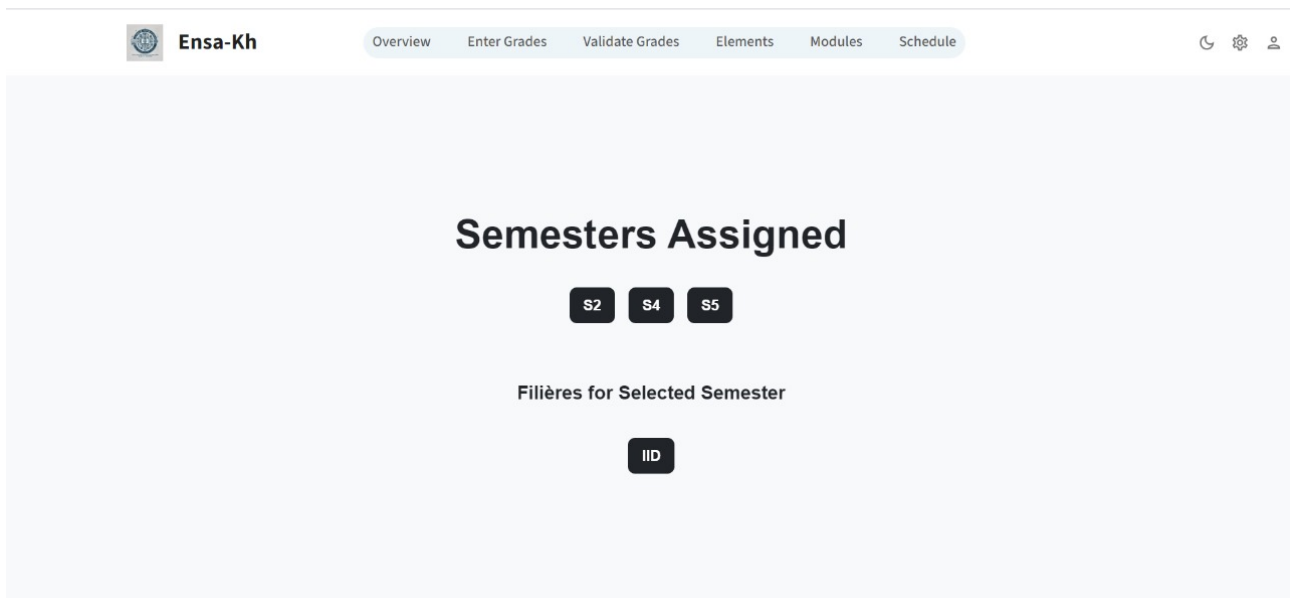 Ensa-Kh
Overview Enter Grades Validate Grades Elements Modules Schedule
Semesters Assigned
S2 S4 S5
Filières for Selected Semester
IID